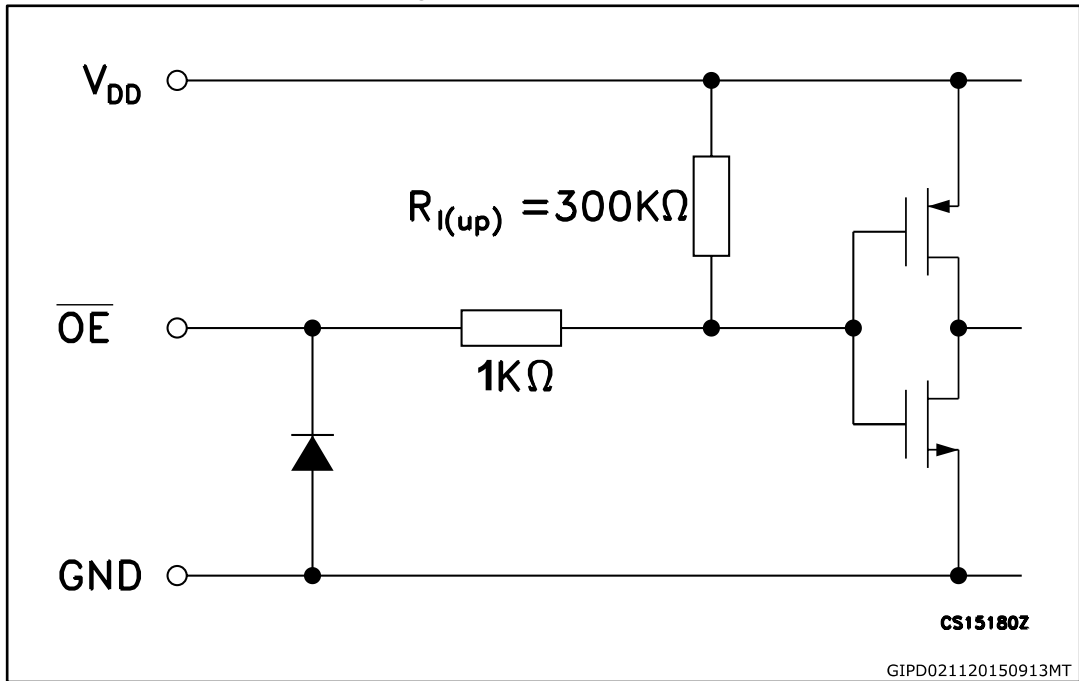 VDD
RI(up) =300KΩ
OE
1KΩ
GND
CS15180Z
GIPD021120150913MT